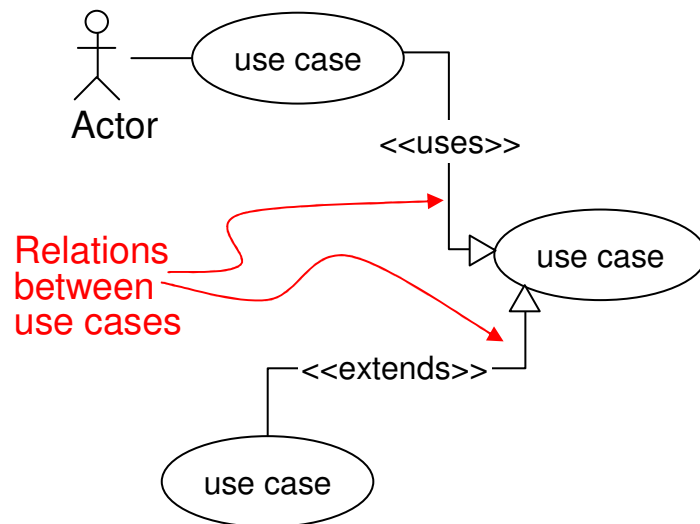 use case
Actor
<<uses>>
Relations
between
use cases
use case
<<extends>>
use case